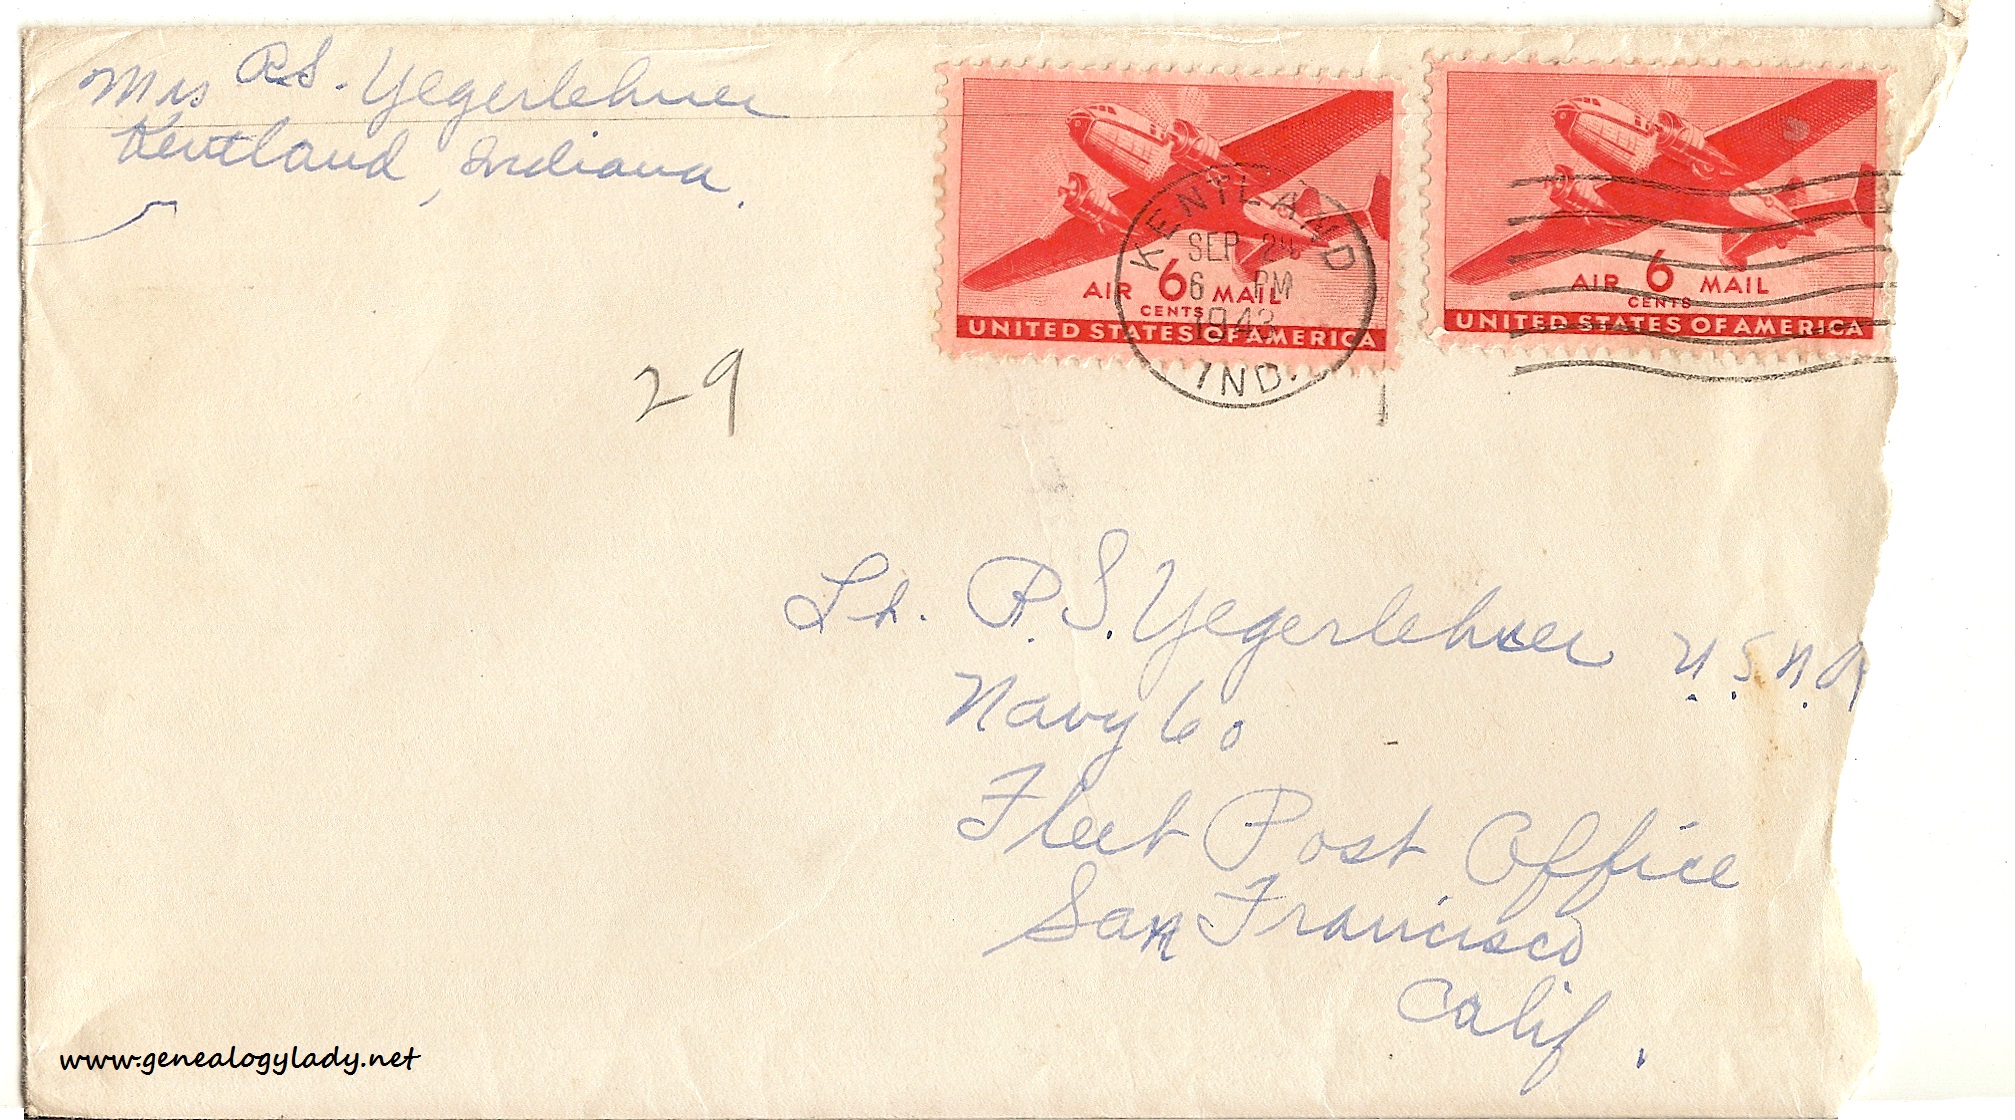 Mrs R.S. Yegerlehner
Kentland, Indiana.
AIR 6 MAIL
CENTS
UNITED STATES OF AMERICA
AIR 6 MAIL
CENTS
UNITED STATES OF AMERICA
KENTLAND
SEP
6 PM
1943
IND.
29
Lt. R.S. Yegerlehner U.S.N.R
Navy 60
Fleet Post Office
San Francisco
Calif.
www.genealogylady.net